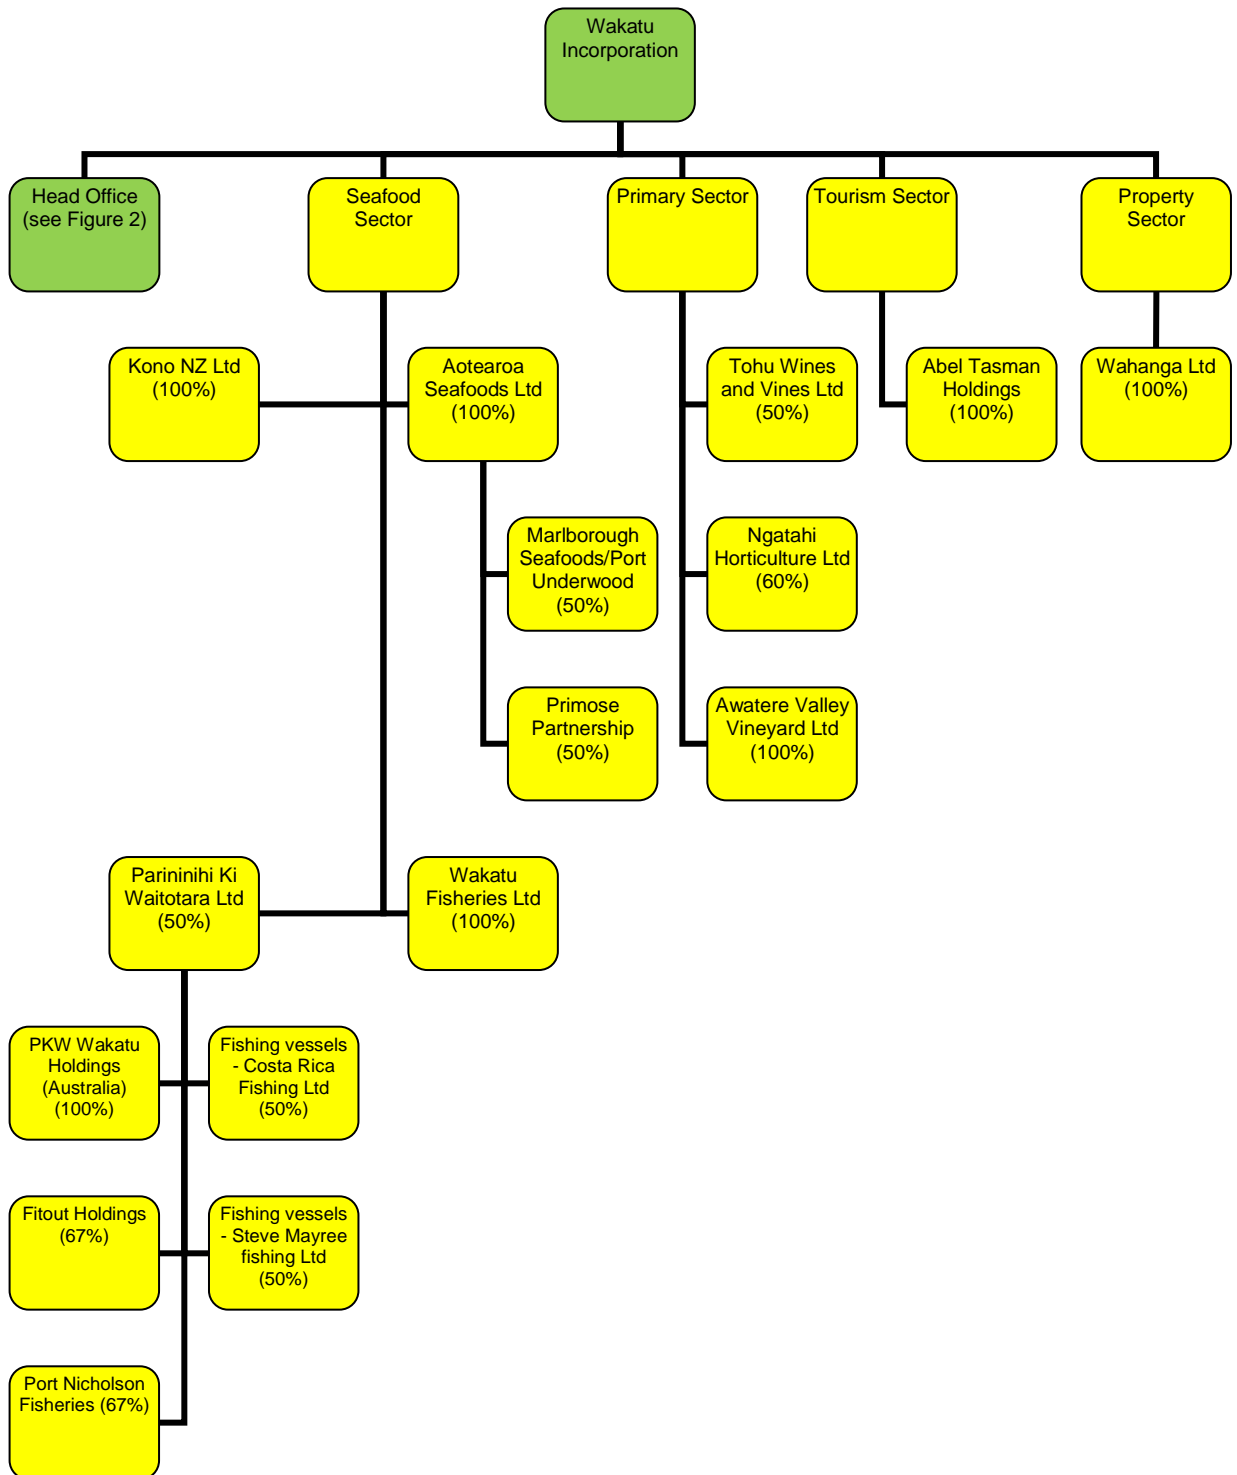 Wakatu
Incorporation
Head Office
(see Figure 2)
Seafood
Sector
Primary Sector
Tourism Sector
Property
Sector
Kono NZ Ltd
(100%)
Aotearoa
Seafoods Ltd
(100%)
Tohu Wines
and Vines Ltd
(50%)
Abel Tasman
Holdings
(100%)
Wahanga Ltd
(100%)
Marlborough
Seafoods/Port
Underwood
(50%)
Ngatahi
Horticulture Ltd
(60%)
Primose
Partnership
(50%)
Awatere Valley
Vineyard Ltd
(100%)
Parininihi Ki
Waitotara Ltd
(50%)
Wakatu
Fisheries Ltd
(100%)
PKW Wakatu
Holdings
(Australia)
(100%)
Fishing vessels
- Costa Rica
Fishing Ltd
(50%)
Fitout Holdings
(67%)
Fishing vessels
- Steve Mayree
fishing Ltd
(50%)
Port Nicholson
Fisheries (67%)